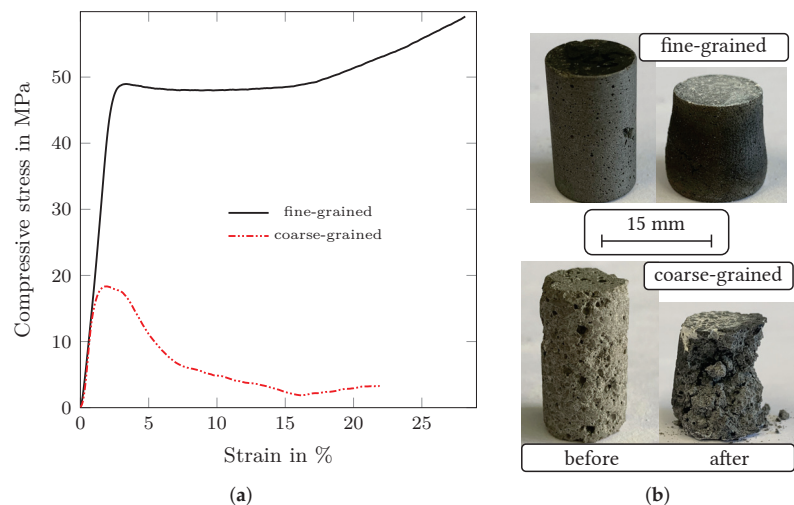 Compressive stress in MPa
50
40
30
20
10
0
fine-grained
coarse-grained
0
5
10
15
20
25
Strain in %
(a)
fine-grained
15 mm
coarse-grained
before
after
(b)